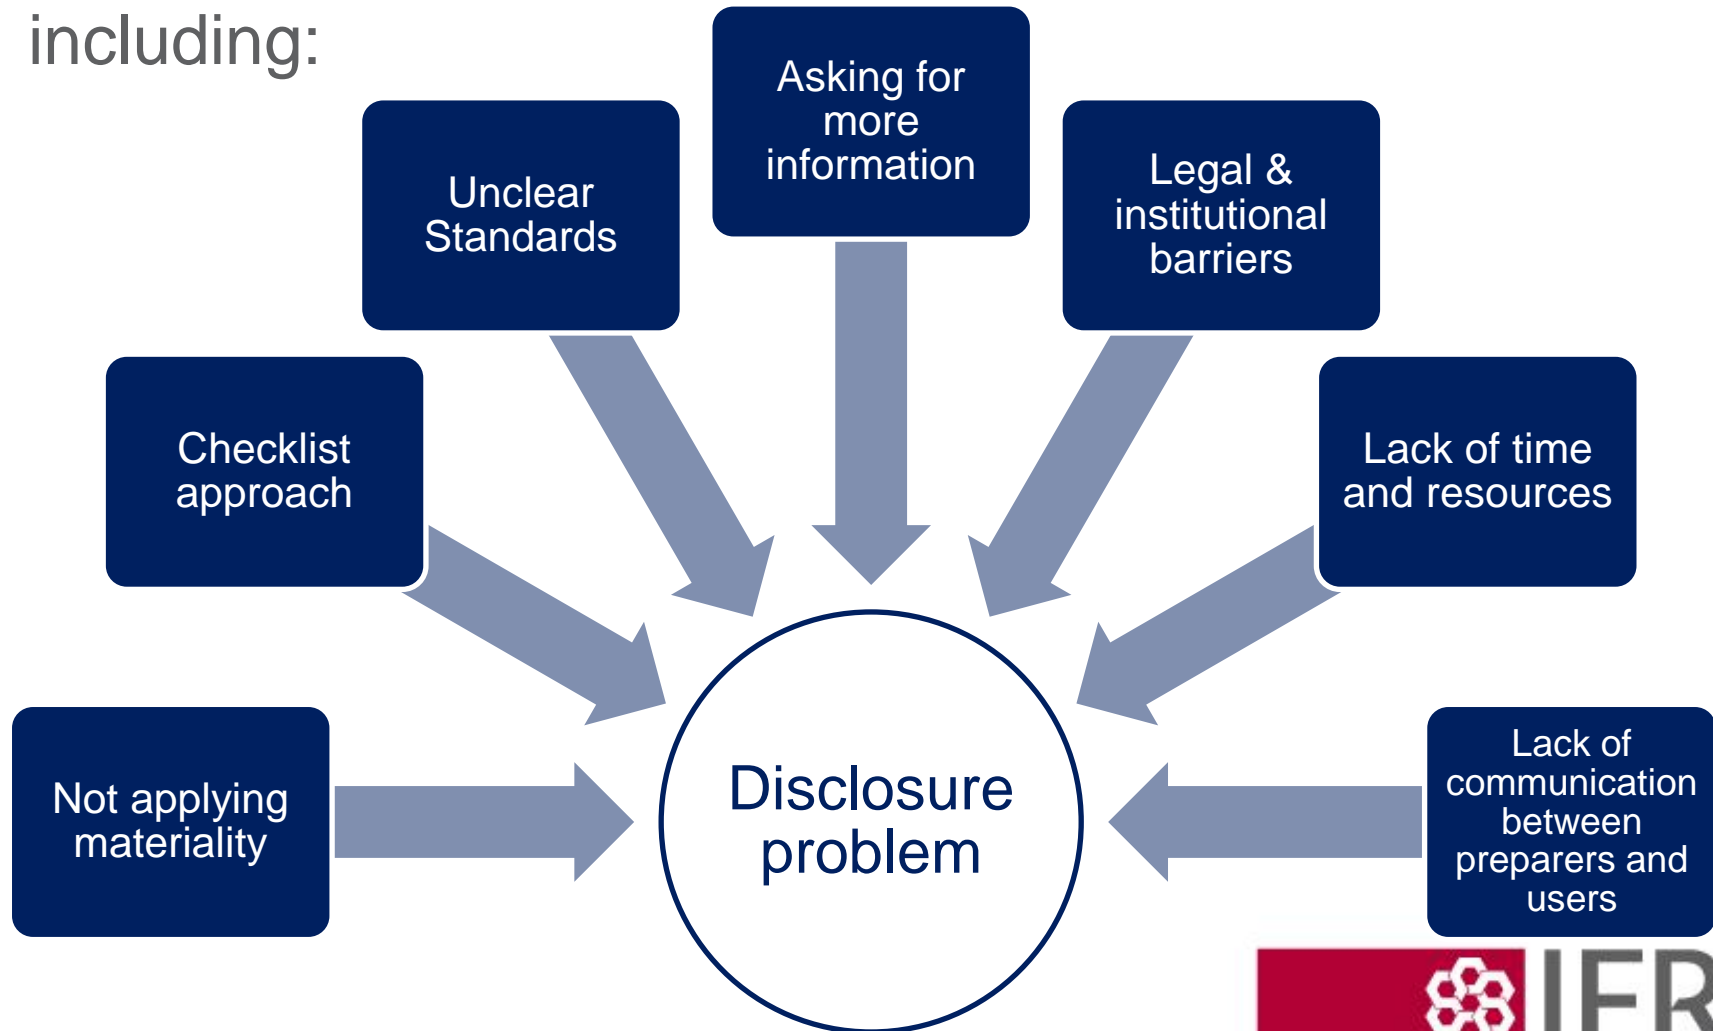 including:
Asking for
more
information
Unclear
Standards
Legal &
institutional
barriers
Checklist
approach
Lack of time
and resources
Not applying
materiality
Disclosure
problem
Lack of
communication
between
preparers and
users
IFR